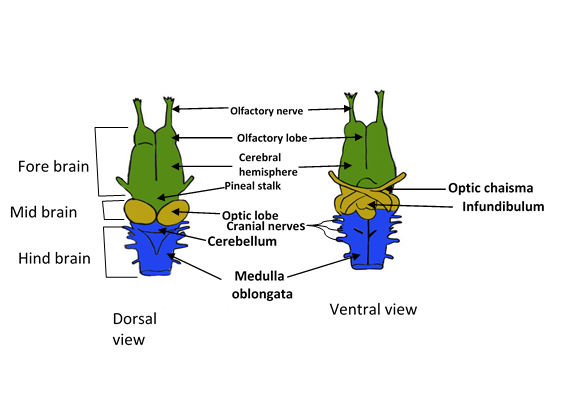 Olfactory nerve
Olfactory lobe
Cerebral
hemisphere
Fore brain
Pineal stalk
Optic chaisma
Infundibulum
Mid brain
Optic lobe
Cranial nerves
Cerebellum
Hind brain
Medulla
oblongata
Dorsal
view
Ventral view